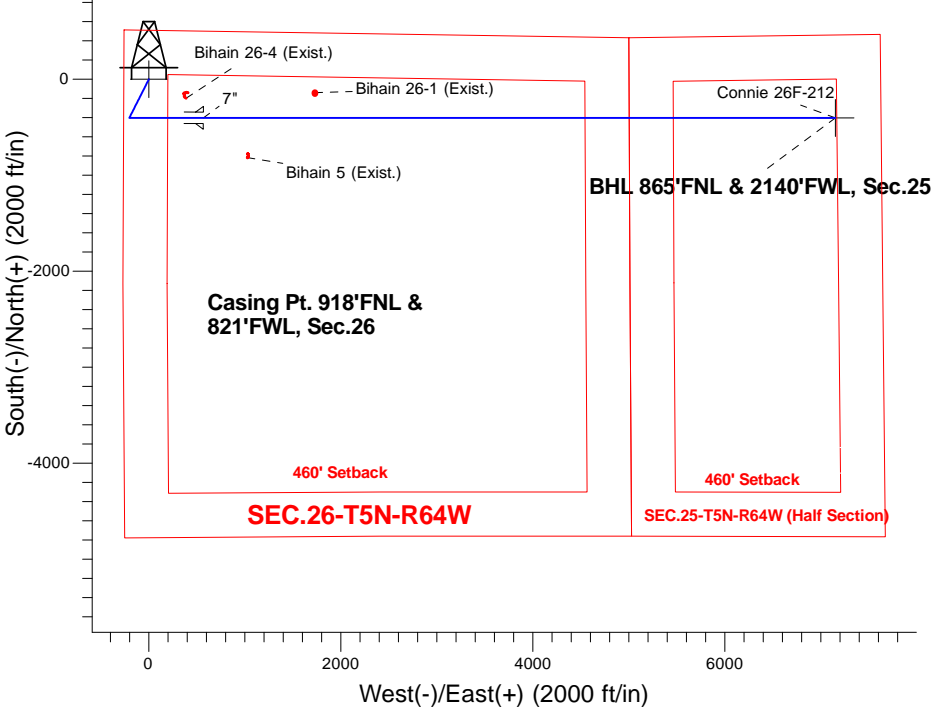 Bihain 26-4 (Exist.)
0
Bihain 26-1 (Exist.)
Connie 26F-212
7"
Bihain 5 (Exist.)
BHL 865'FNL & 2140'FWL, Sec.25
South(-)/North(+) (2000 ft/in)
-2000
Casing Pt. 918'FNL &
821'FWL, Sec.26
-4000
460' Setback
460' Setback
SEC.26-T5N-R64W
SEC.25-T5N-R64W (Half Section)
0
2000
4000
6000
West(-)/East(+) (2000 ft/in)